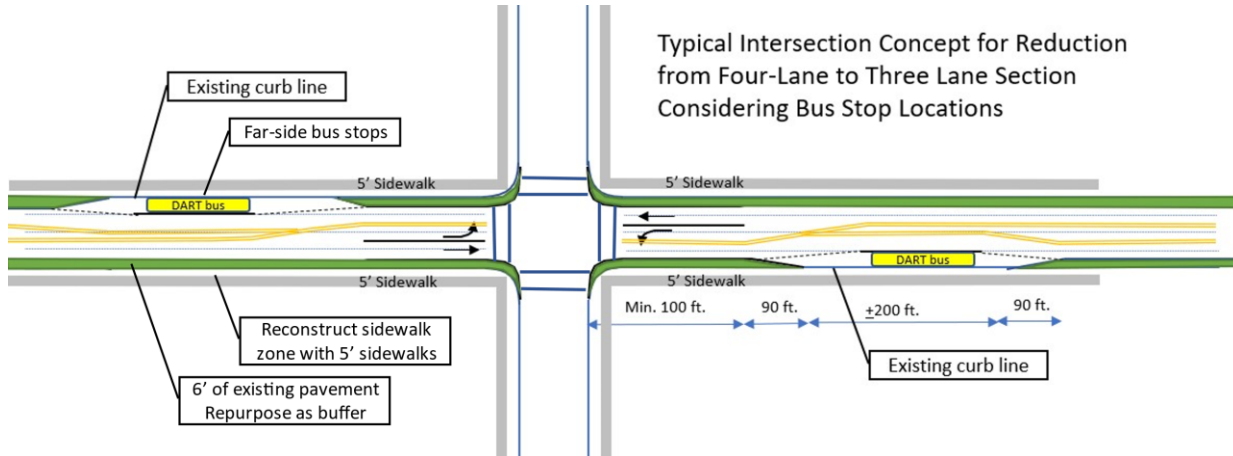 Typical Intersection Concept for Reduction
from Four-Lane to Three Lane Section
Considering Bus Stop Locations
Existing curb line
Far-side bus stops
5’ Sidewalk
5’ Sidewalk
DART bus
DART bus
5’ Sidewalk
5’ Sidewalk
Min. 100 ft.
90 ft.
±200 ft.
90 ft.
Reconstruct sidewalk
zone with 5’ sidewalks
Existing curb line
6’ of existing pavement
Repurpose as buffer